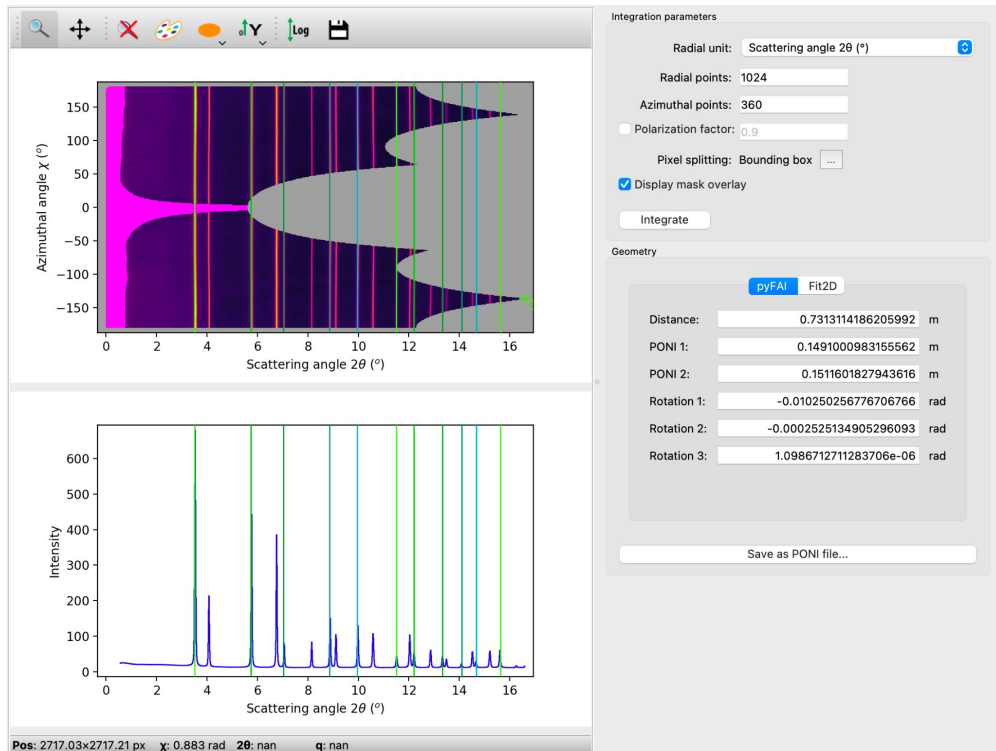 Log
150
100
50
0
−50
−100
−150
Azimuthal angle χ (°)
0 2 4 6 8 10 12 14 16
Scattering angle 2θ (°)
600
500
400
300
200
100
0
Intensity
0 2 4 6 8 10 12 14 16
Scattering angle 2θ (°)
Pos: 2717.03×2717.21 px χ: 0.883 rad 2θ: nan q: nan
Integration parameters
Radial unit: Scattering angle 2θ (°)
Radial points: 1024
Azimuthal points: 360
Polarization factor: 0.9
Pixel splitting: Bounding box ...
Display mask overlay
Integrate
Geometry
pyFAI Fit2D
Distance: 0.7313114186205992 m
PONI 1: 0.1491000983155562 m
PONI 2: 0.1511601827943616 m
Rotation 1: -0.010250256776706766 rad
Rotation 2: -0.0002525134905296093 rad
Rotation 3: 1.0986712711283706e-06 rad
Save as PONI file...